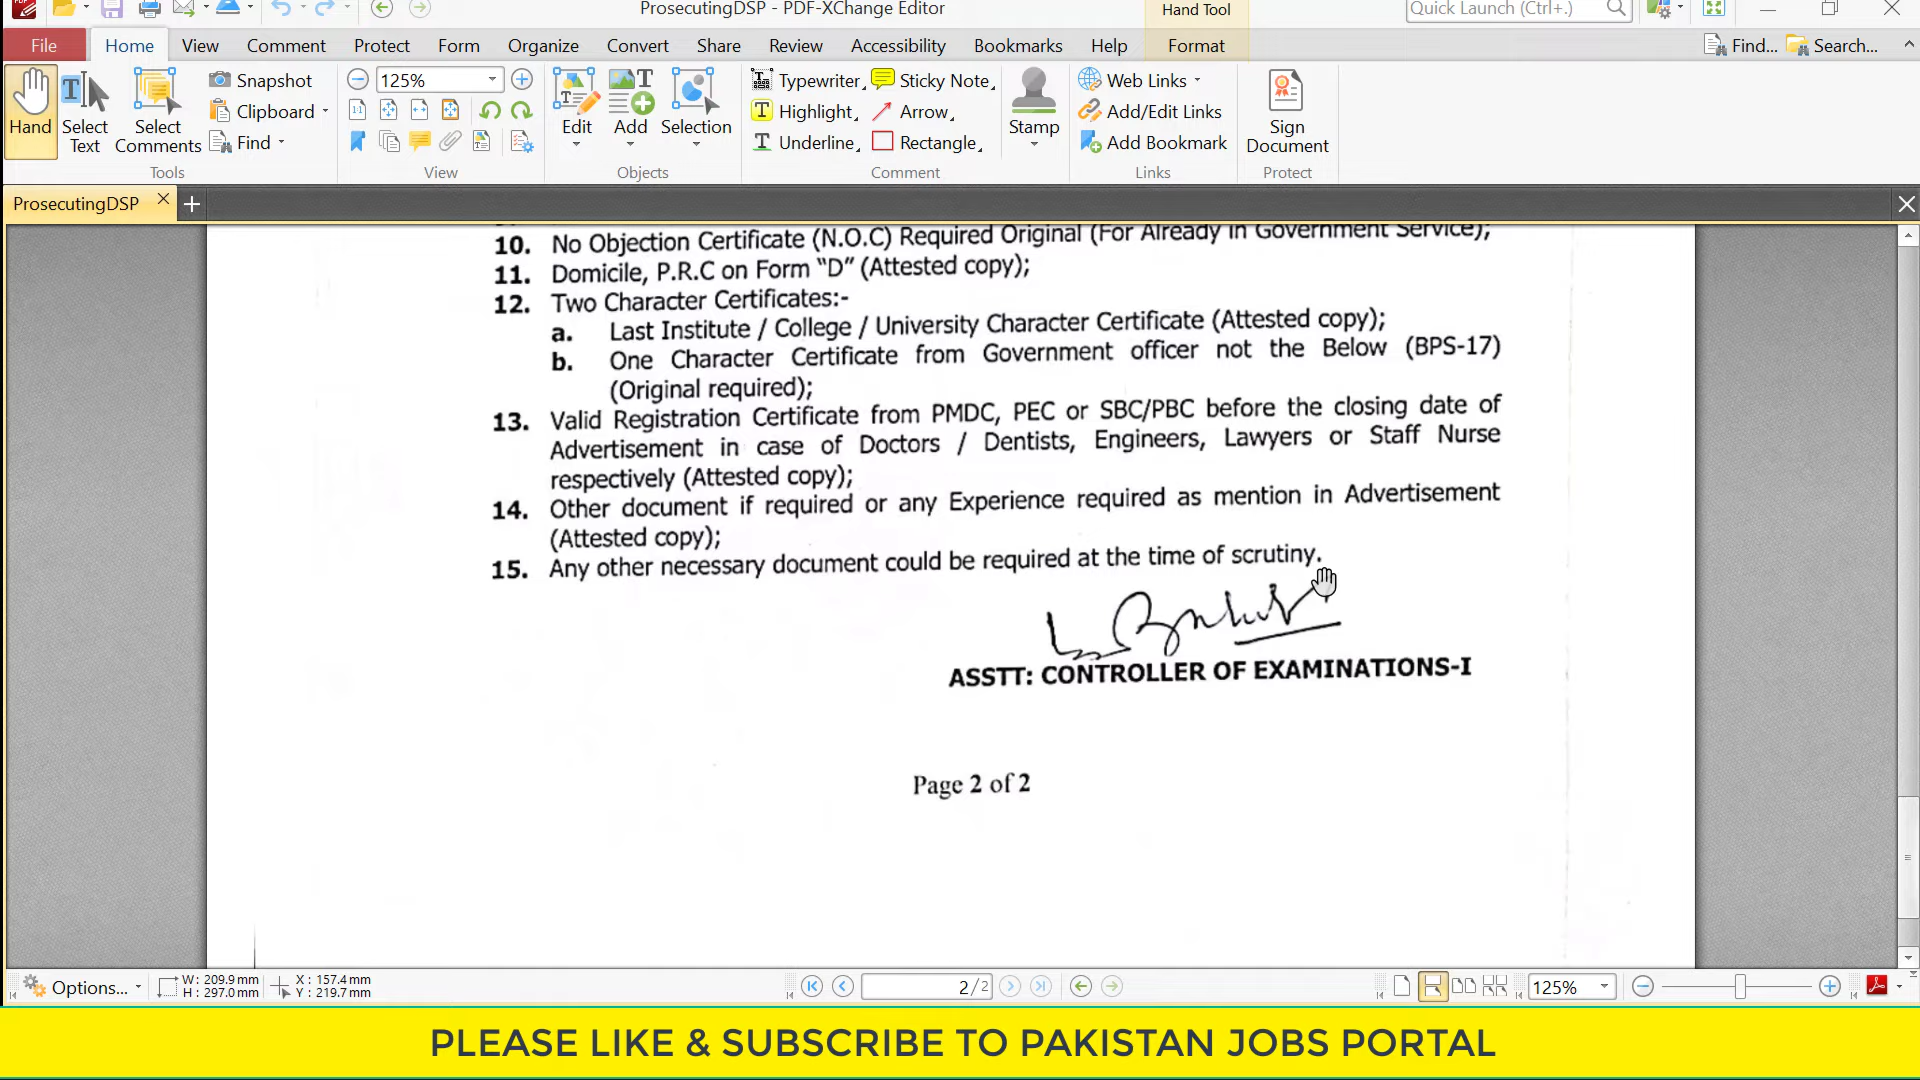 ProsecutingDSP - PDF-XChange Editor
Hand Tool
Quick Launch (Ctrl+.)
File
Home
View
Comment
Protect
Form
Organize
Convert
Share
Review
Accessibility
Bookmarks
Help
Format
Find...
Search...
Hand
Select Text
Select Comments
Snapshot
Clipboard
Find
Tools
125%
View
Edit
Add
Selection
Objects
Typewriter
Highlight
Underline
Sticky Note
Arrow
Rectangle
Comment
Stamp
Web Links
Add/Edit Links
Add Bookmark
Links
Sign Document
Protect
ProsecutingDSP
10. No Objection Certificate (N.O.C) Required Original (For Already in Government Service);
11. Domicile, P.R.C on Form “D” (Attested copy);
12. Two Character Certificates:-
a. Last Institute / College / University Character Certificate (Attested copy);
b. One Character Certificate from Government officer not the Below (BPS-17)
(Original required);
13. Valid Registration Certificate from PMDC, PEC or SBC/PBC before the closing date of
Advertisement in case of Doctors / Dentists, Engineers, Lawyers or Staff Nurse
respectively (Attested copy);
14. Other document if required or any Experience required as mention in Advertisement
(Attested copy);
15. Any other necessary document could be required at the time of scrutiny.
ASSTT: CONTROLLER OF EXAMINATIONS-I
Page 2 of 2
Options...
W: 209.9 mm
H: 297.0 mm
X: 157.4 mm
Y: 219.7 mm
2/2
125%
PLEASE LIKE & SUBSCRIBE TO PAKISTAN JOBS PORTAL